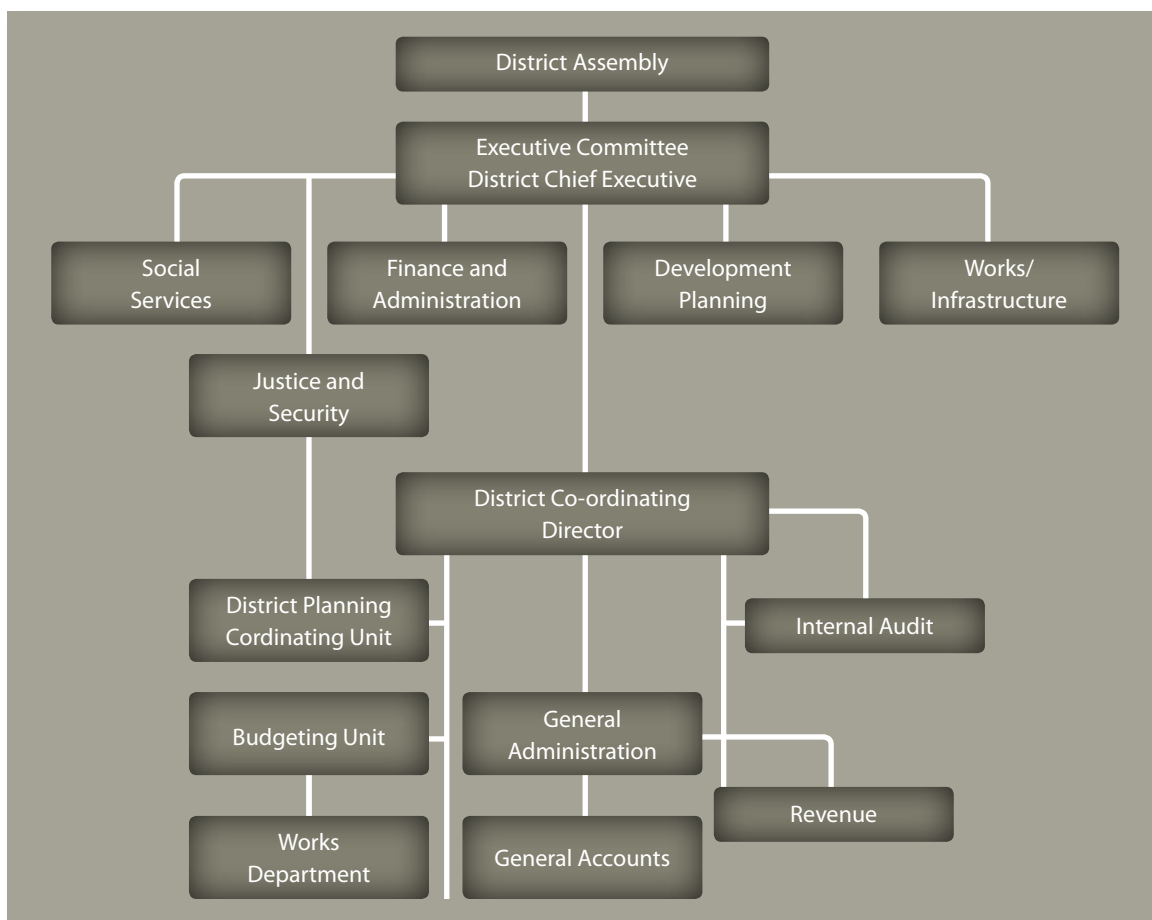 District Assembly
Executive Committee
District Chief Executive
Social
Services
Finance and
Administration
Development
Planning
Works/
Infrastructure
Justice and
Security
District Co-ordinating
Director
District Planning
Cordinating Unit
Internal Audit
Budgeting Unit
General
Administration
Revenue
Works
Department
General Accounts